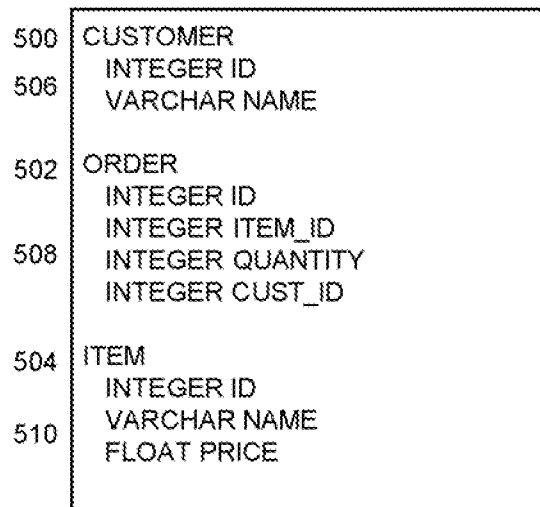 500 CUSTOMER
INTEGER ID
506
VARCHAR NAME
502 ORDER
INTEGER ID
INTEGER ITEM_ID
508 INTEGER QUANTITY
INTEGER CUST_ID
504 ITEM
INTEGER ID
VARCHAR NAME
510
FLOAT PRICE